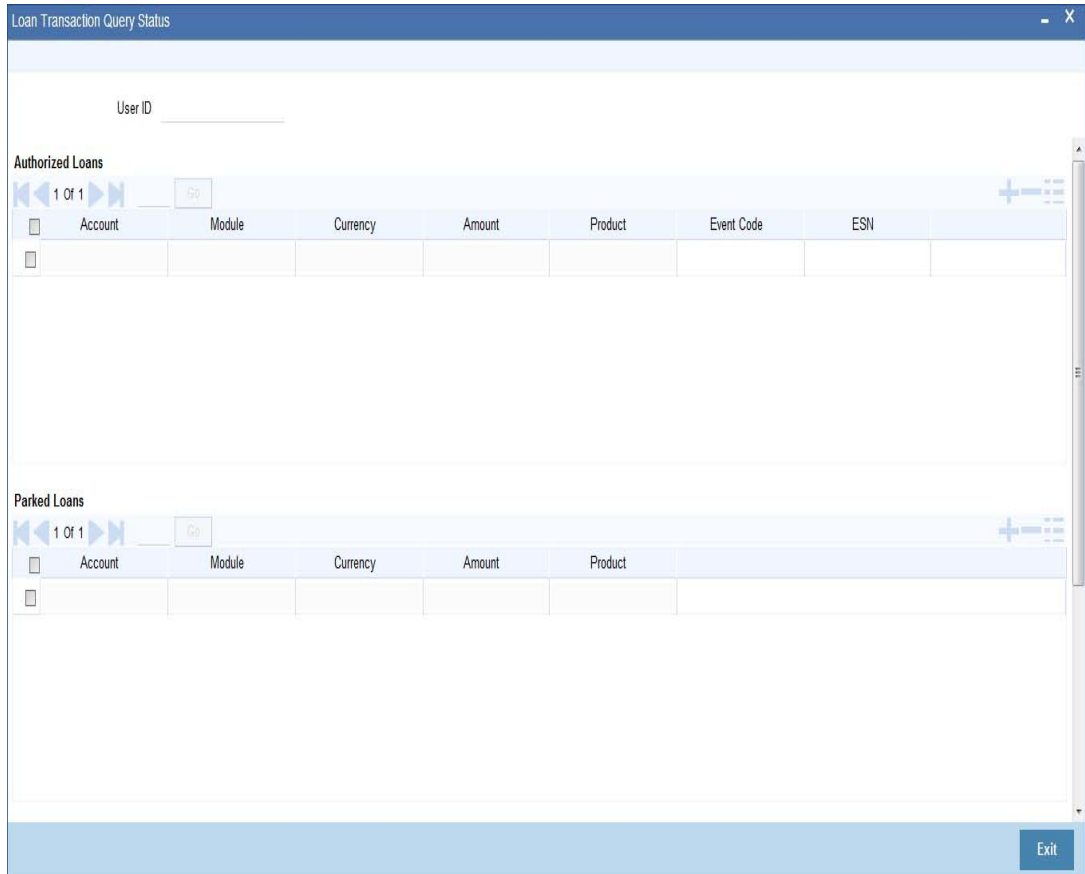 Loan Transaction Query Status
User ID
Authorized Loans
1 Of 1 Go
Account Module Currency Amount Product Event Code ESN
Parked Loans
1 Of 1 Go
Account Module Currency Amount Product
Exit